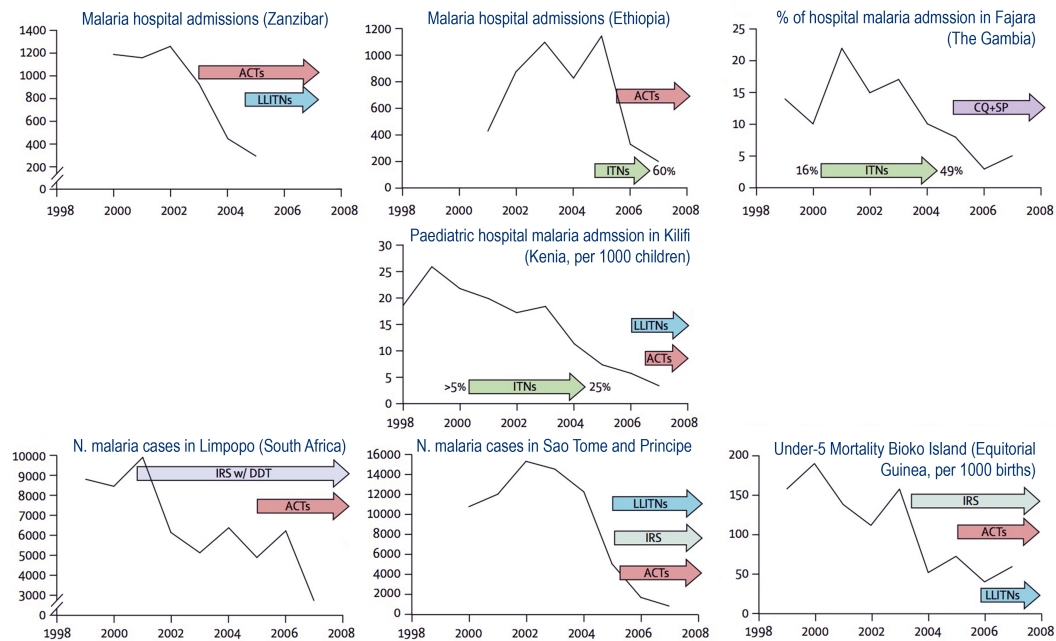 Malaria hospital admissions (Zanzibar)
1400
1200
1000
800
600
400
200
0
ACTs
LLITNs
1998 2000 2002 2004 2006 2008
Malaria hospital admissions (Ethiopia)
1200
1000
800
600
400
200
0
ACTs
ITNs 60%
1998 2000 2002 2004 2006 2008
% of hospital malaria admssion in Fajara
(The Gambia)
25
20
15
10
5
0
CQ+SP
16% ITNs 49%
1998 2000 2002 2004 2006 2008
Paediatric hospital malaria admssion in Kilifi
(Kenia, per 1000 children)
30
25
20
15
10
5
0
LLITNs
ACTs
>5% ITNs 25%
1998 2000 2002 2004 2006 2008
N. malaria cases in Limpopo (South Africa)
10000
9000
8000
7000
6000
5000
4000
3000
0
IRS w/ DDT
ACTs
1998 2000 2002 2004 2006 2008
N. malaria cases in Sao Tome and Principe
16000
14000
12000
10000
8000
6000
4000
2000
0
LLITNs
IRS
ACTs
1998 2000 2002 2004 2006 2008
Under-5 Mortality Bioko Island (Equitorial
Guinea, per 1000 births)
200
150
100
50
0
IRS
ACTs
LLITNs
1998 2000 2002 2004 2006 2008